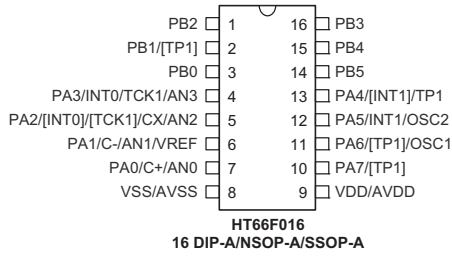 PB2 1 16 PB3
PB1/[TP1] 2 15 PB4
PB0 3 14 PB5
PA3/INT0/TCK1/AN3 4 13 PA4/[INT1]/TP1
PA2/[INT0]/[TCK1]/CX/AN2 5 12 PA5/INT1/OSC2
PA1/C-/AN1/VREF 6 11 PA6/[TP1]/OSC1
PA0/C+/AN0 7 10 PA7/[TP1]
VSS/AVSS 8 9 VDD/AVDD
HT66F016
16 DIP-A/NSOP-A/SSOP-A